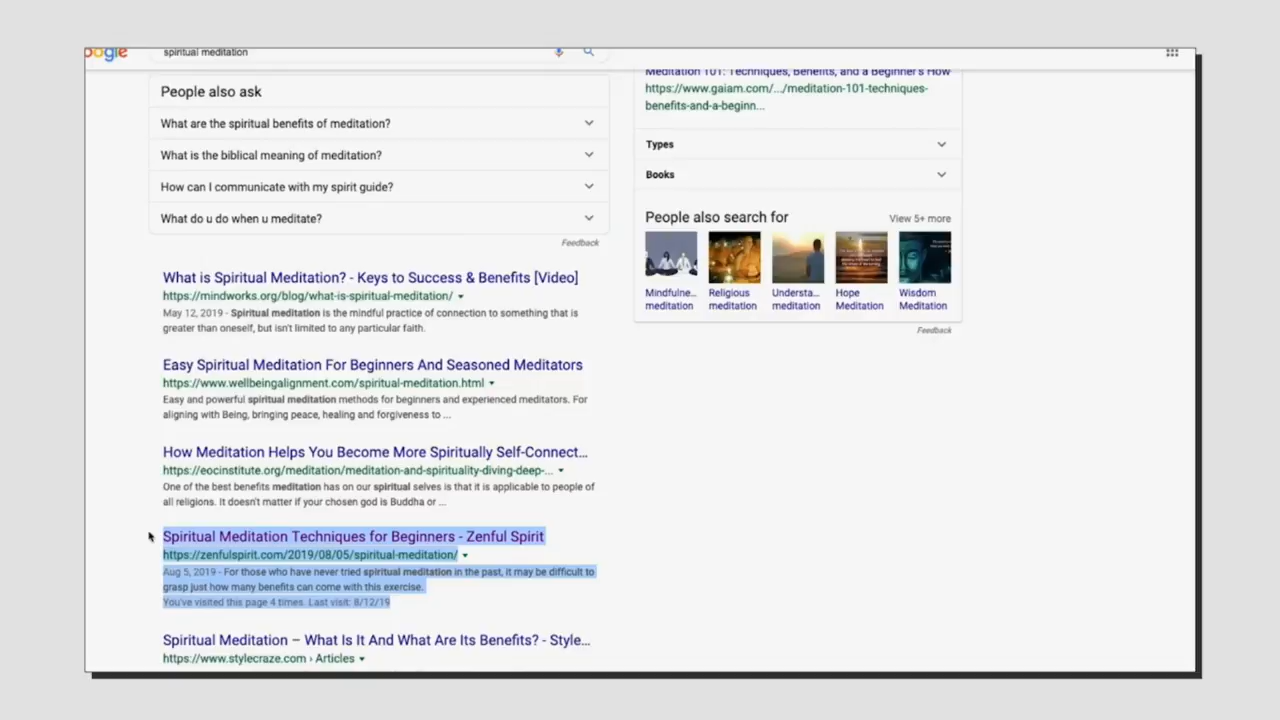 oogle
spiritual meditation
People also ask
What are the spiritual benefits of meditation?
What is the biblical meaning of meditation?
How can I communicate with my spirit guide?
What do u do when u meditate?
Feedback
What is Spiritual Meditation? - Keys to Success & Benefits [Video]
https://mindworks.org/blog/what-is-spiritual-meditation/
May 12, 2019 - Spiritual meditation is the mindful practice of connection to something that is
greater than oneself, but isn't limited to any particular faith.
Easy Spiritual Meditation For Beginners And Seasoned Meditators
https://www.wellbeingalignment.com/spiritual-meditation.html
Easy and powerful spiritual meditation methods for beginners and experienced meditators. For
aligning with Being, bringing peace, healing and forgiveness to ...
How Meditation Helps You Become More Spiritually Self-Connect...
https://eocinstitute.org/meditation/meditation-and-spirituality-diving-deep-...
One of the best benefits meditation has on our spiritual selves is that it is applicable to people of
all religions. It doesn't matter if your chosen god is Buddha or ...
Spiritual Meditation Techniques for Beginners - Zenful Spirit
https://zenfulspirit.com/2019/08/05/spiritual-meditation/
Aug 5, 2019 - For those who have never tried spiritual meditation in the past, it may be difficult to
grasp just how many benefits can come with this exercise.
You've visited this page 4 times. Last visit: 8/12/19
Spiritual Meditation – What Is It And What Are Its Benefits? - Style...
https://www.stylecraze.com › Articles
Meditation 101: Techniques, Benefits, and a Beginner's How
https://www.gaiam.com/.../meditation-101-techniques-
benefits-and-a-beginn...
Types
Books
People also search for
View 5+ more
Mindfulne...
meditation
Religious
meditation
Understa...
meditation
Hope
Meditation
Wisdom
Meditation
Feedback